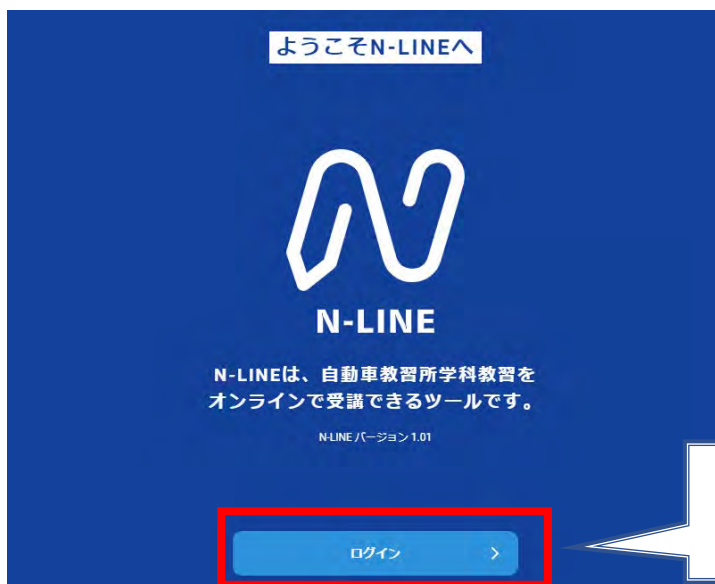 ようこそN-LINEへ
N-LINE
N-LINEは、自動車教習所学科教習を
オンラインで受講できるツールです。
N-LINE バージョン 1.01
ログイン